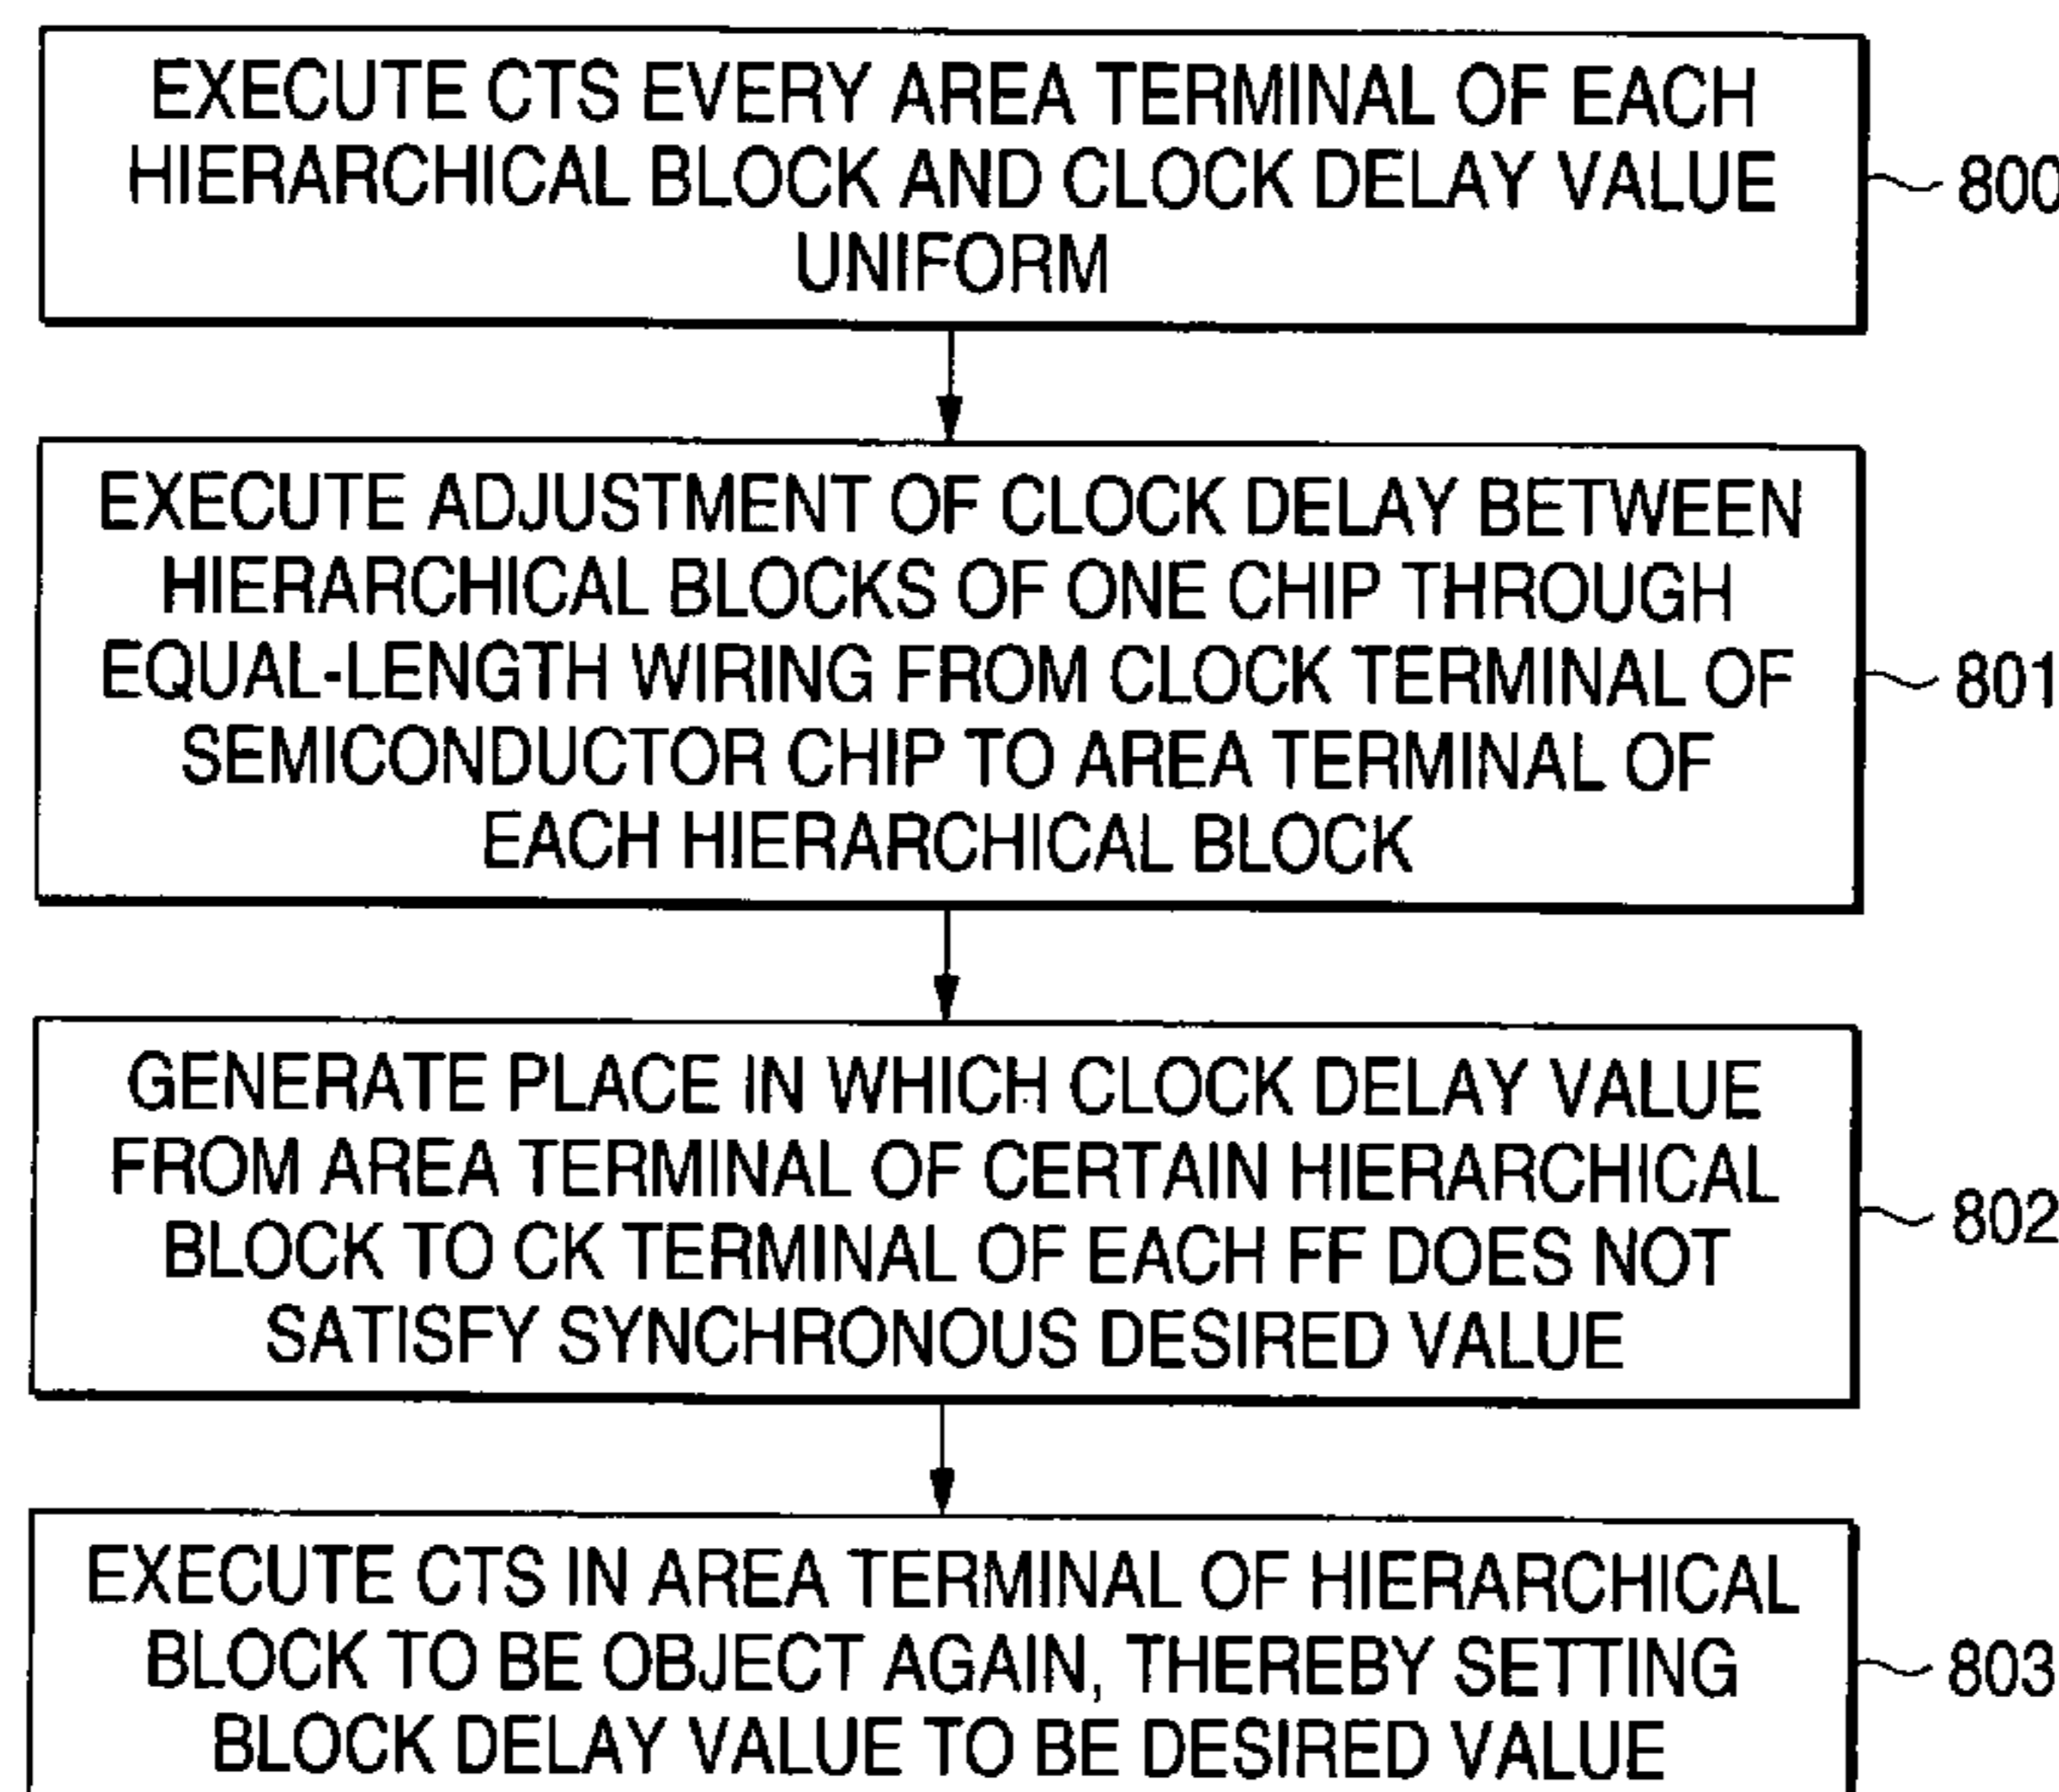 EXECUTE CTS EVERY AREA TERMINAL OF EACH
HIERARCHICAL BLOCK AND CLOCK DELAY VALUE
UNIFORM
800
EXECUTE ADJUSTMENT OF CLOCK DELAY BETWEEN
HIERARCHICAL BLOCKS OF ONE CHIP THROUGH
EQUAL-LENGTH WIRING FROM CLOCK TERMINAL OF
SEMICONDUCTOR CHIP TO AREA TERMINAL OF
EACH HIERARCHICAL BLOCK
801
GENERATE PLACE IN WHICH CLOCK DELAY VALUE
FROM AREA TERMINAL OF CERTAIN HIERARCHICAL
BLOCK TO CK TERMINAL OF EACH FF DOES NOT
SATISFY SYNCHRONOUS DESIRED VALUE
802
EXECUTE CTS IN AREA TERMINAL OF HIERARCHICAL
BLOCK TO BE OBJECT AGAIN, THEREBY SETTING
BLOCK DELAY VALUE TO BE DESIRED VALUE
803